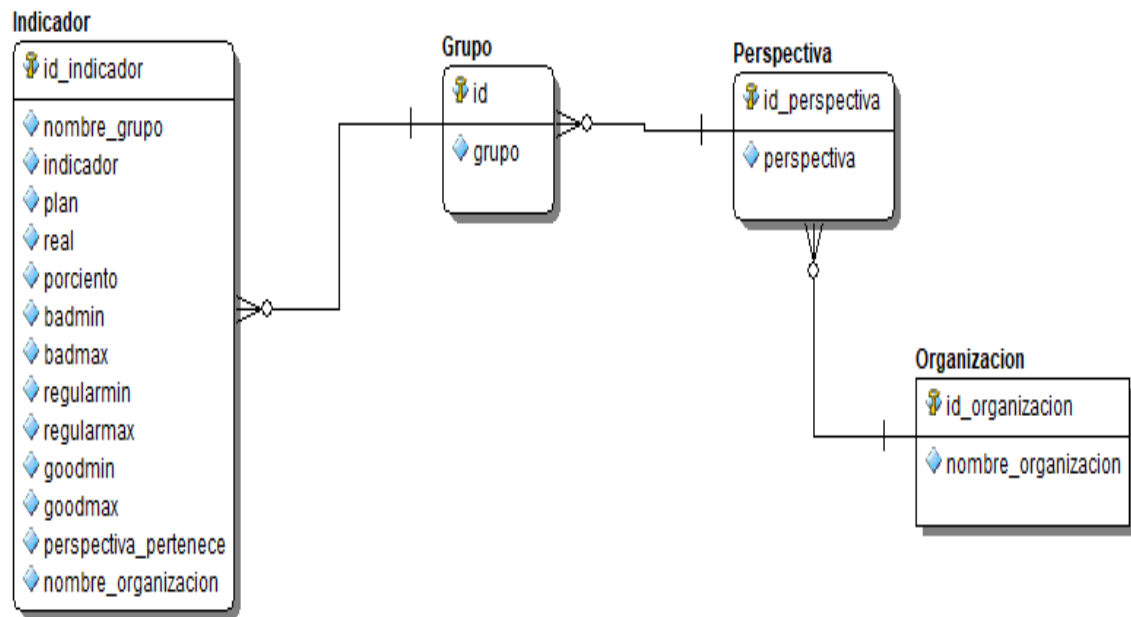 Indicador
id_indicador
nombre_grupo
indicador
plan
real
porciento
badmin
badmax
regularmin
regularmax
goodmin
goodmax
perspectiva_pertenece
nombre_organizacion
Grupo
id
grupo
Perspectiva
id_perspectiva
perspectiva
Organizacion
id_organizacion
nombre_organizacion